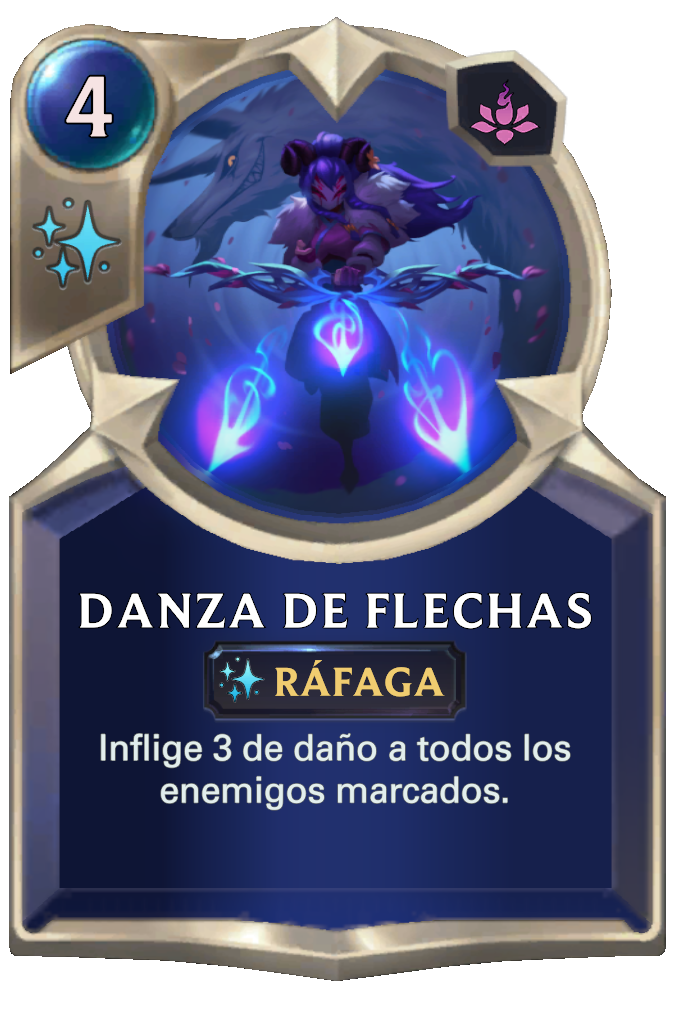 4
DANZA DE FLECHAS
RÁFAGA
Inflige 3 de daño a todos los
enemigos marcados.